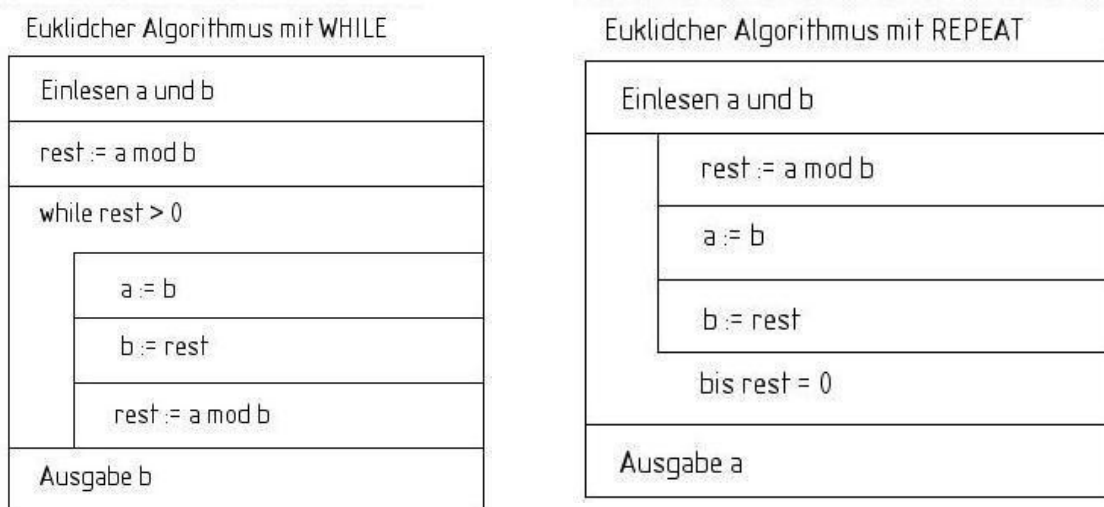 Euklidcher Algorithmus mit WHILE
Einlesen a und b
rest := a mod b
while rest > 0
a := b
b := rest
rest := a mod b
Ausgabe b
Euklidcher Algorithmus mit REPEAT
Einlesen a und b
rest := a mod b
a := b
b := rest
bis rest = 0
Ausgabe a